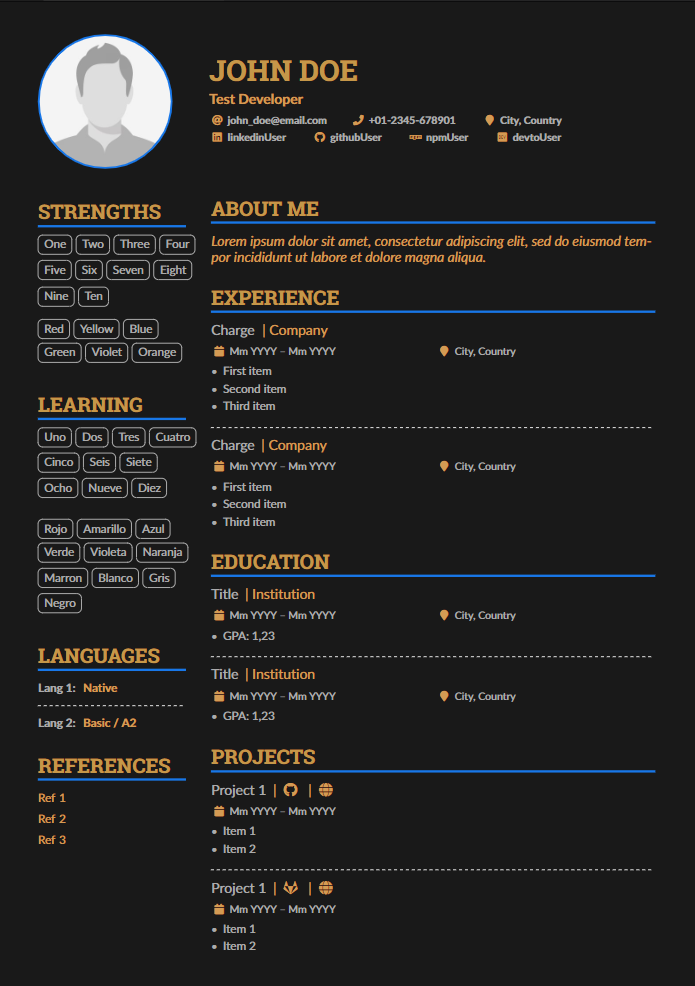 JOHN DOE
Test Developer
john_doe@email.com +01-2345-678901 City, Country
linkedinUser githubUser npmUser devtoUser
STRENGTHS
One Two Three Four
Five Six Seven Eight
Nine Ten
Red Yellow Blue
Green Violet Orange
LEARNING
Uno Dos Tres Cuatro
Cinco Seis Siete
Ocho Nueve Diez
Rojo Amarillo Azul
Verde Violeta Naranja
Marron Blanco Gris
Negro
LANGUAGES
Lang 1: Native
Lang 2: Basic / A2
REFERENCES
Ref 1
Ref 2
Ref 3
ABOUT ME
Lorem ipsum dolor sit amet, consectetur adipiscing elit, sed do eiusmod tem-
por incididunt ut labore et dolore magna aliqua.
EXPERIENCE
Charge | Company
Mm YYYY – Mm YYYY City, Country
• First item
• Second item
• Third item
Charge | Company
Mm YYYY – Mm YYYY City, Country
• First item
• Second item
• Third item
EDUCATION
Title | Institution
Mm YYYY – Mm YYYY City, Country
• GPA: 1,23
Title | Institution
Mm YYYY – Mm YYYY City, Country
• GPA: 1,23
PROJECTS
Project 1 | |
Mm YYYY – Mm YYYY
• Item 1
• Item 2
Project 1 | |
Mm YYYY – Mm YYYY
• Item 1
• Item 2